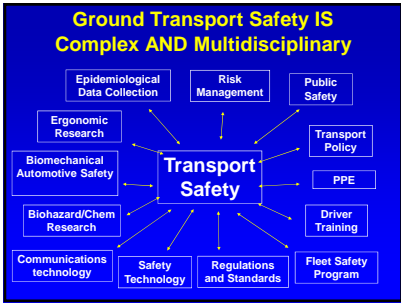 Ground Transport Safety IS
Complex AND Multidisciplinary
Epidemiological
Data Collection
Risk
Management
Public
Safety
Ergonomic
Research
Transport
Policy
Biomechanical
Automotive Safety
Transport
Safety
PPE
Biohazard/Chem
Research
Driver
Training
Communications
technology
Safety
Technology
Regulations
and Standards
Fleet Safety
Program